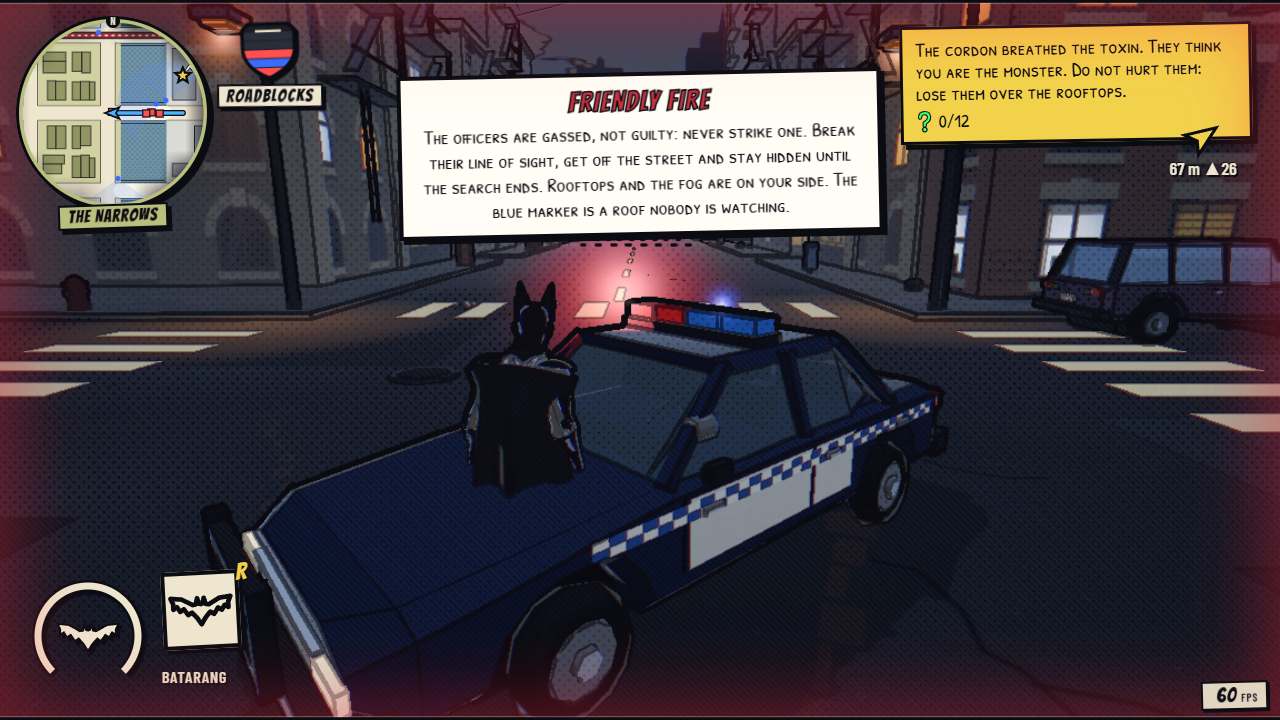 N
ROADBLOCKS
THE NARROWS
FRIENDLY FIRE
THE OFFICERS ARE GASSED, NOT GUILTY: NEVER STRIKE ONE. BREAK
THEIR LINE OF SIGHT, GET OFF THE STREET AND STAY HIDDEN UNTIL
THE SEARCH ENDS. ROOFTOPS AND THE FOG ARE ON YOUR SIDE. THE
BLUE MARKER IS A ROOF NOBODY IS WATCHING.
THE CORDON BREATHED THE TOXIN. THEY THINK
YOU ARE THE MONSTER. DO NOT HURT THEM:
LOSE THEM OVER THE ROOFTOPS.
? 0/12
67 m ▲26
R
BATARANG
60 FPS